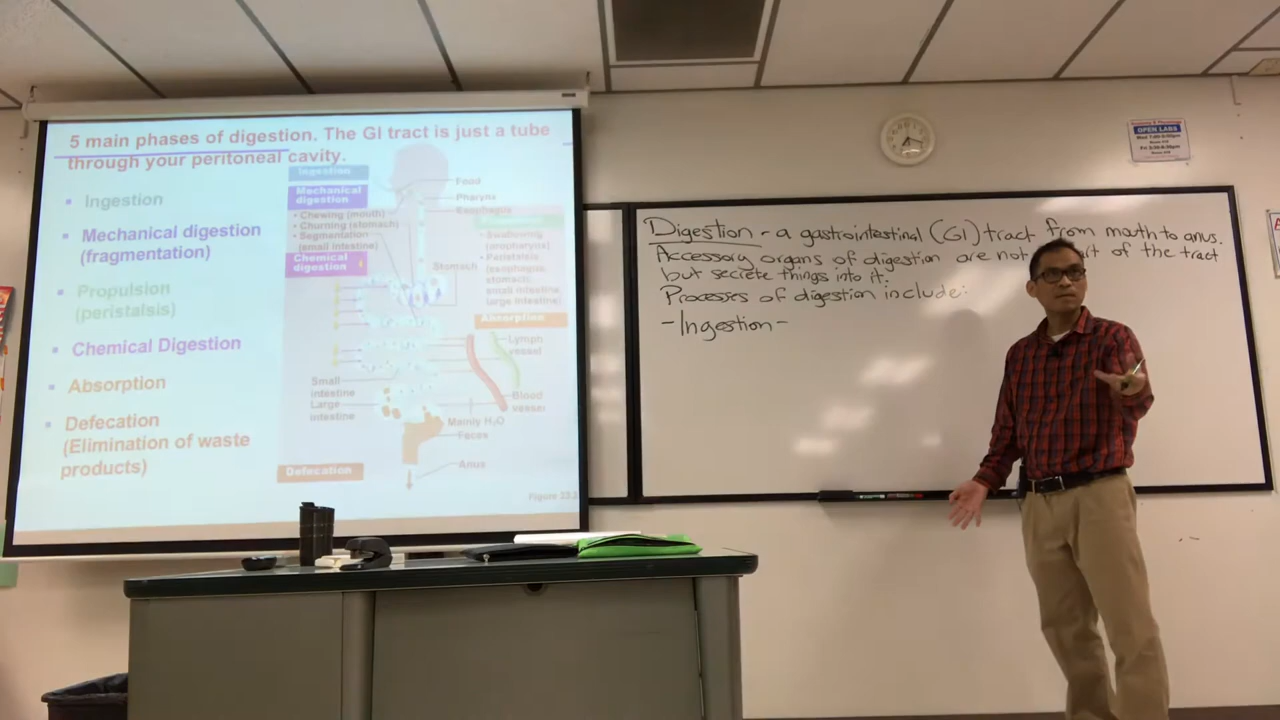 5 main phases of digestion. The GI tract is just a tube
through your peritoneal cavity.
▪ Ingestion
▪ Mechanical digestion
(fragmentation)
▪ Propulsion
(peristalsis)
▪ Chemical Digestion
▪ Absorption
▪ Defecation
(Elimination of waste
products)
Ingestion
Mechanical
digestion
• Chewing (mouth)
• Churning (stomach)
• Segmentation
(small intestine)
Chemical
digestion
Food
Pharynx
Esophagus
• Swallowing
(oropharynx)
• Peristalsis
(esophagus,
stomach,
small intestine,
large intestine)
Stomach
Absorption
Lymph
vessel
Small
intestine
Large
intestine
Blood
vessel
Mainly H₂O
Feces
Anus
Defecation
Figure
Digestion - a gastrointestinal (GI) tract from mouth to anus.
Accessory organs of digestion are not of the tract
but secrete things into it.
Processes of digestion include:
- Ingestion -
OPEN LABS